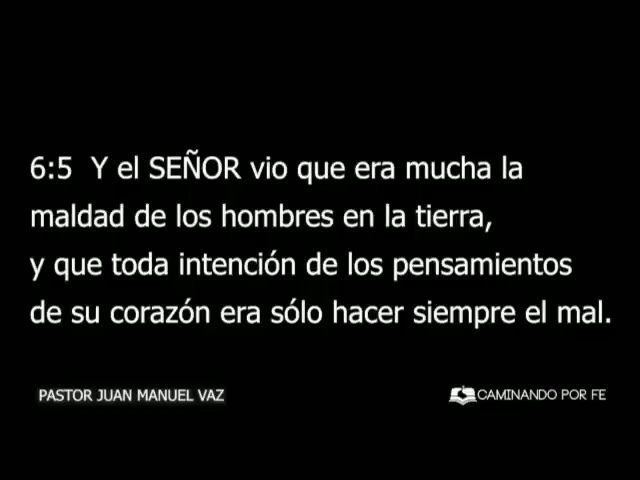 6:5 Y el SEÑOR vio que era mucha la
maldad de los hombres en la tierra,
y que toda intención de los pensamientos
de su corazón era sólo hacer siempre el mal.
PASTOR JUAN MANUEL VAZ
CAMINANDO POR FE